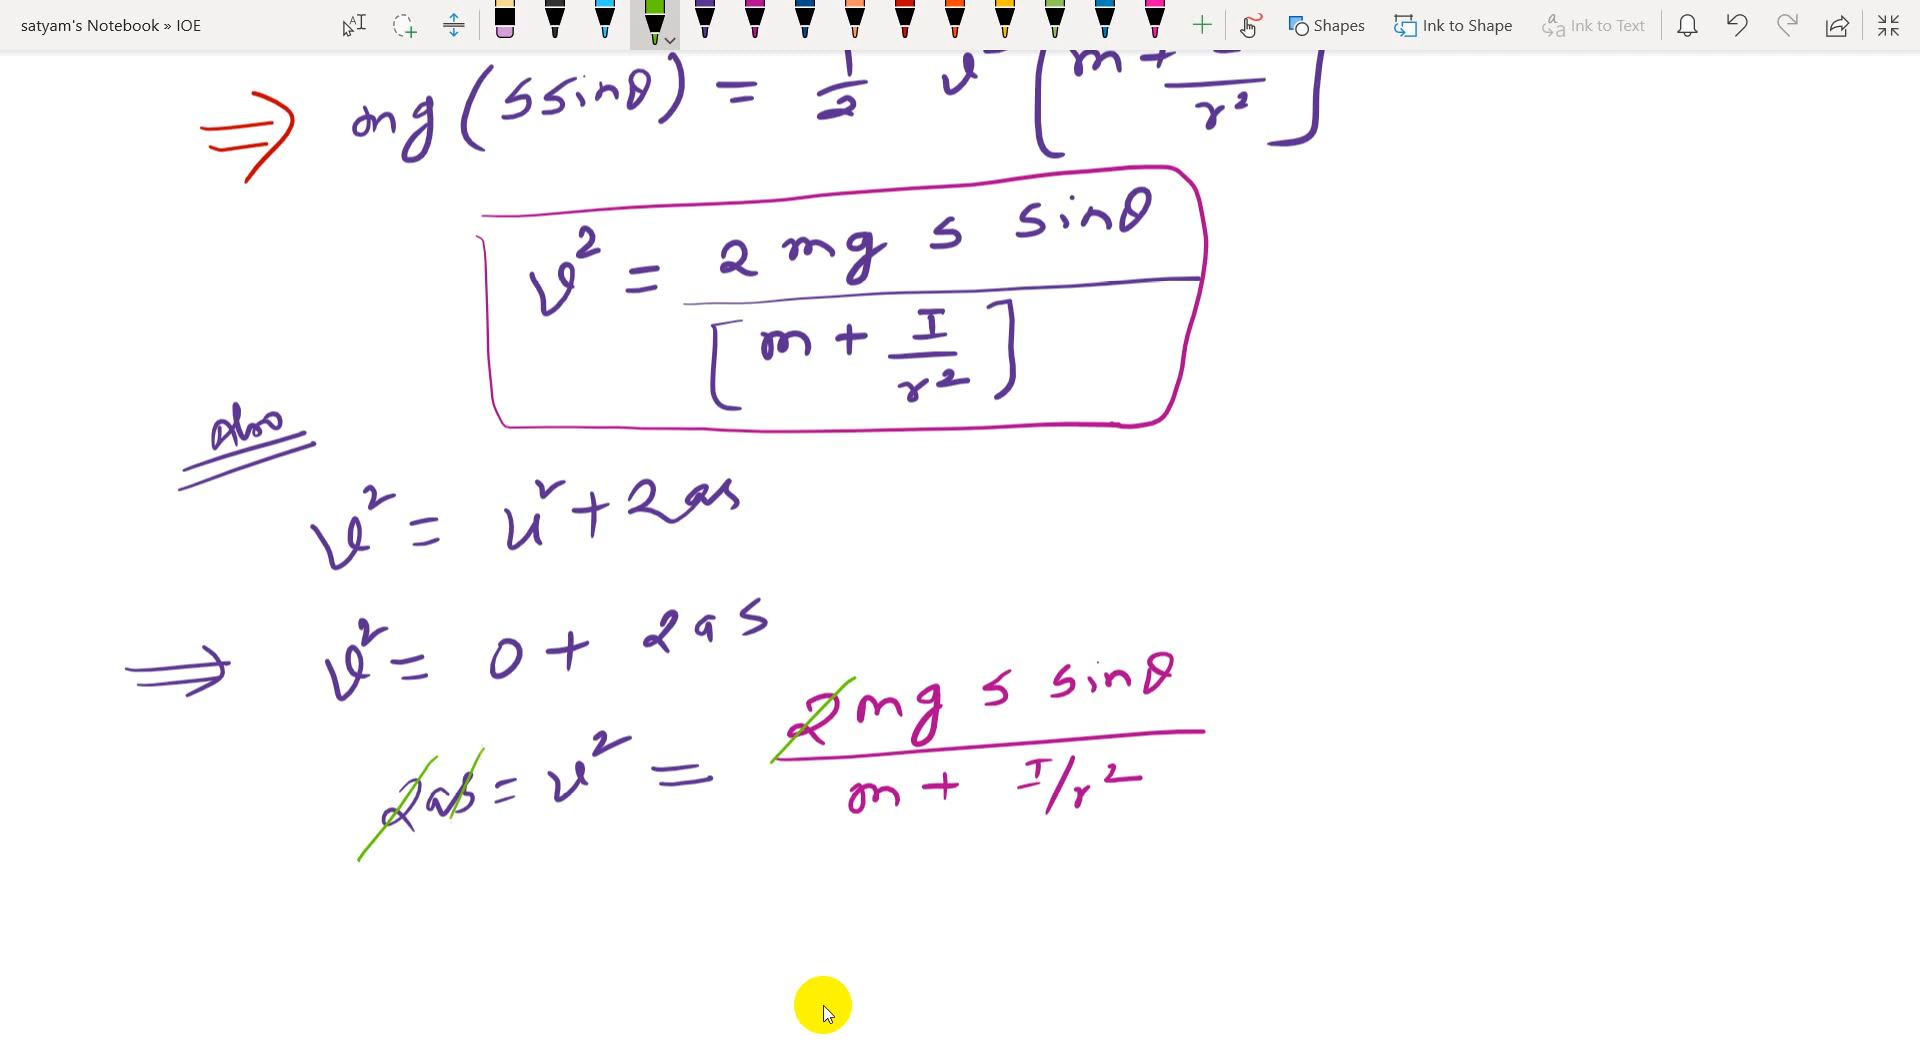 satyam's Notebook » IOE Shapes Ink to Shape Ink to Text
⇒ mg(s sinθ) = 1/2 v² [m + I/r²]
v² = 2 mg s sinθ / [m + I/r²]
Also
v² = u² + 2as
⇒ v² = 0 + 2as
2as = v² = 2mg s sinθ / m + I/r²